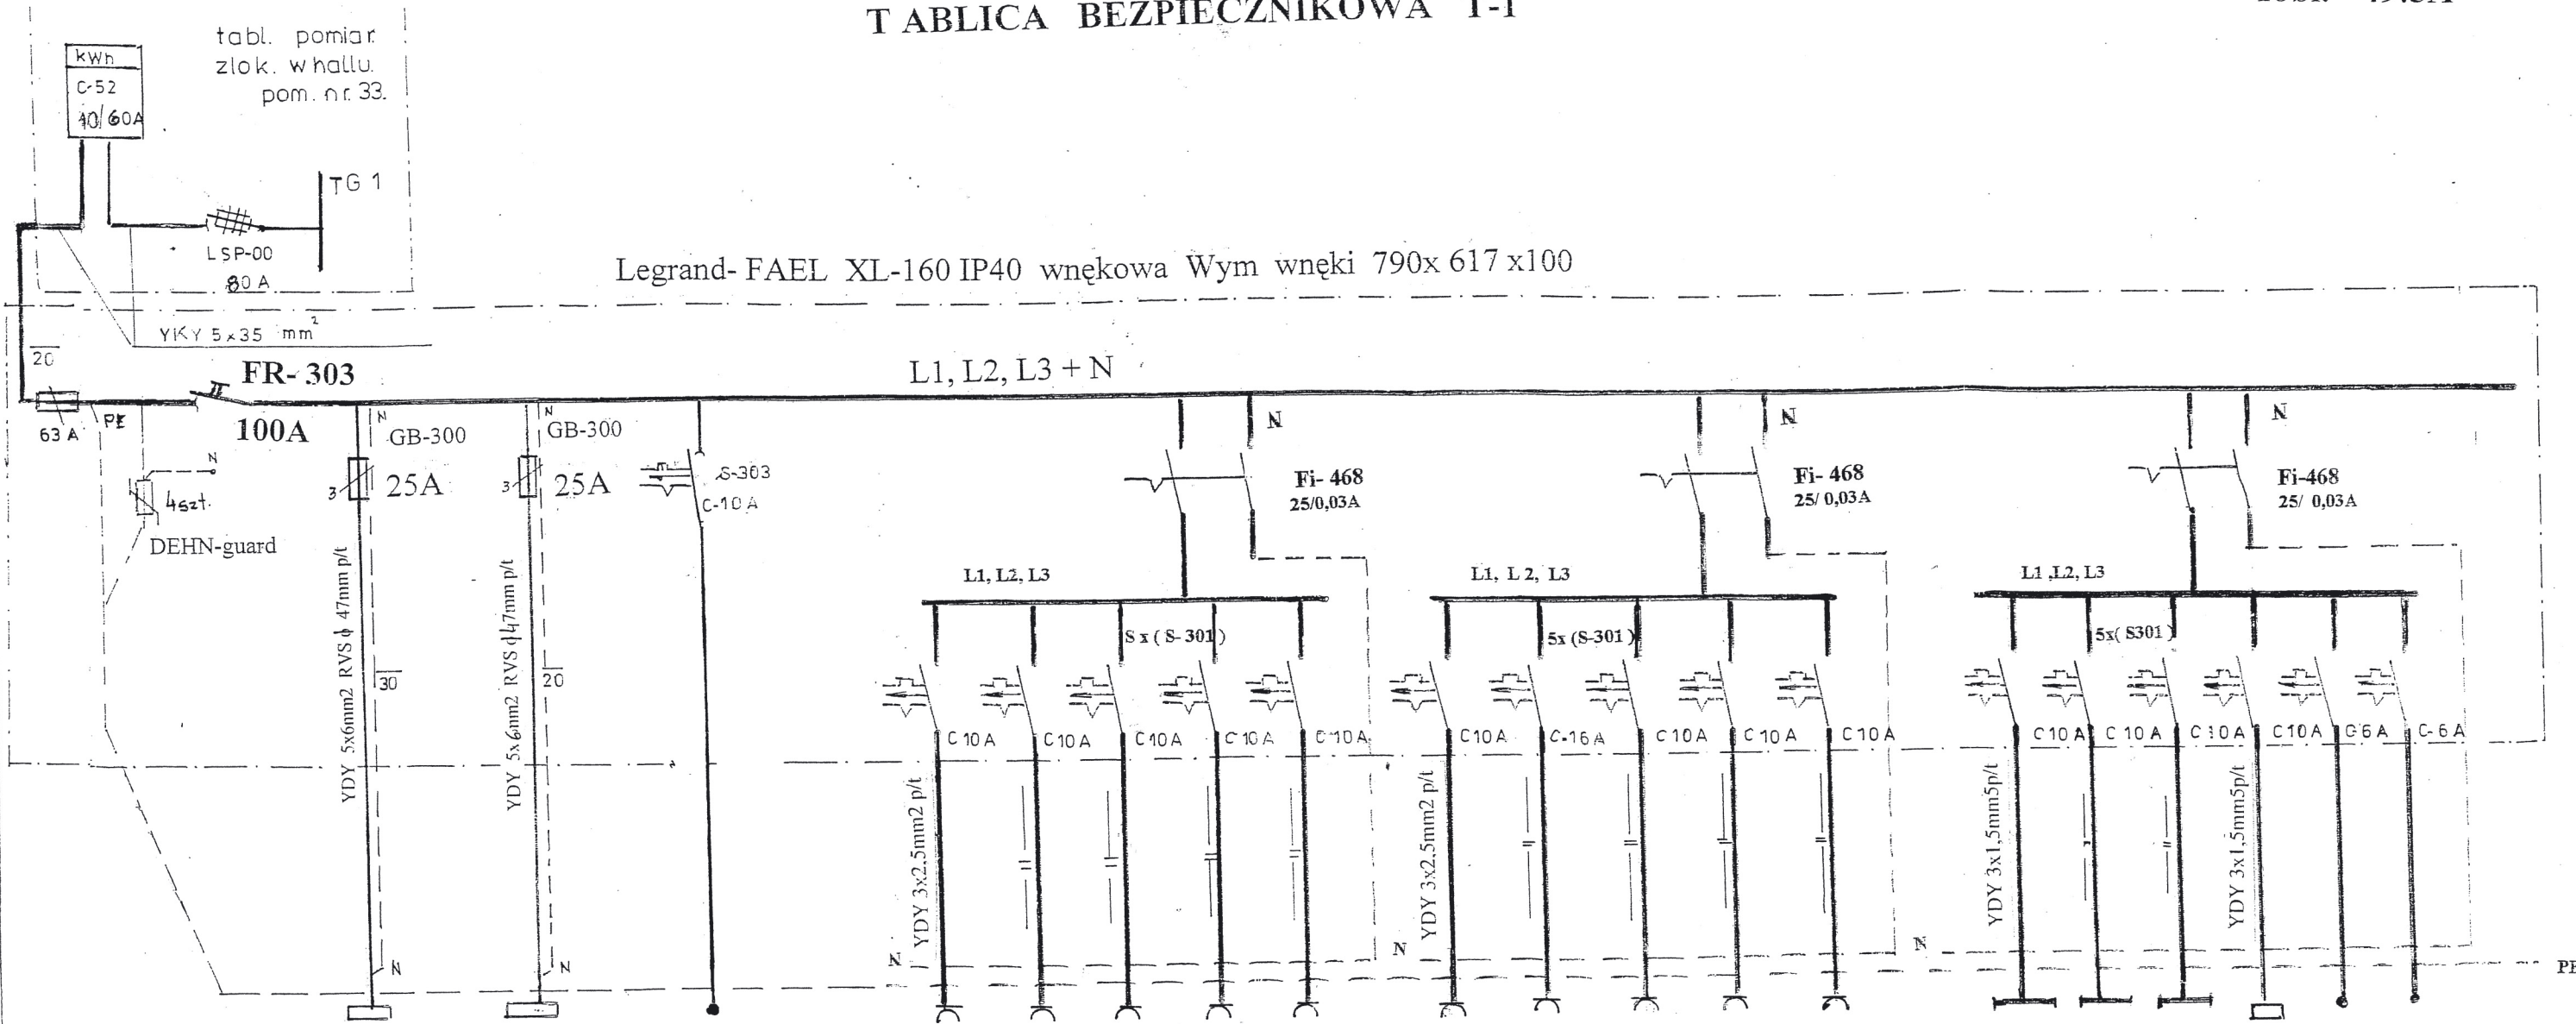 T ABLICA BEZPIECZNIKOWA T-1
tabl. pomiar.
zlok. w hallu.
pom. nr. 33.
kWh
C-52
10/60A
TG 1
LSP-00
80 A
Legrand- FAEL XL-160 IP40 wnękowa Wym wnęki 790x 617 x100
YKY 5x35 mm²
20
FR- 303
L1, L2, L3 + N
63 A
PE
100A
N
GB-300
25A
3
N
GB-300
25A
3
N
4szt.
DEHN-guard
S-303
C-10 A
N
Fi- 468
25/0,03A
N
Fi- 468
25/ 0,03A
N
Fi-468
25/ 0,03A
YDY 5x6mm2 RVS ϕ 47mm p/t
30
YDY 5x6mm2 RVS ϕ 47mm p/t
20
L1, L2, L3
S x ( S- 301 )
L1, L 2, L3
5x (S-301 )
L1 ,L2, L3
5x( S301 )
C 10 A
C 10 A
C 10 A
C 10 A
C-10 A
C 10 A
C-16 A
C 10 A
C 10 A
C 10 A
C 10 A
C 10 A
C 10 A
C 10 A
C 6 A
C- 6 A
YDY 3x2.5mm2 p/t
YDY 3x2.5mm2 p/t
YDY 3x1,5mm5p/t
YDY 3x1,5mm5p/t
N
N
N
N
N